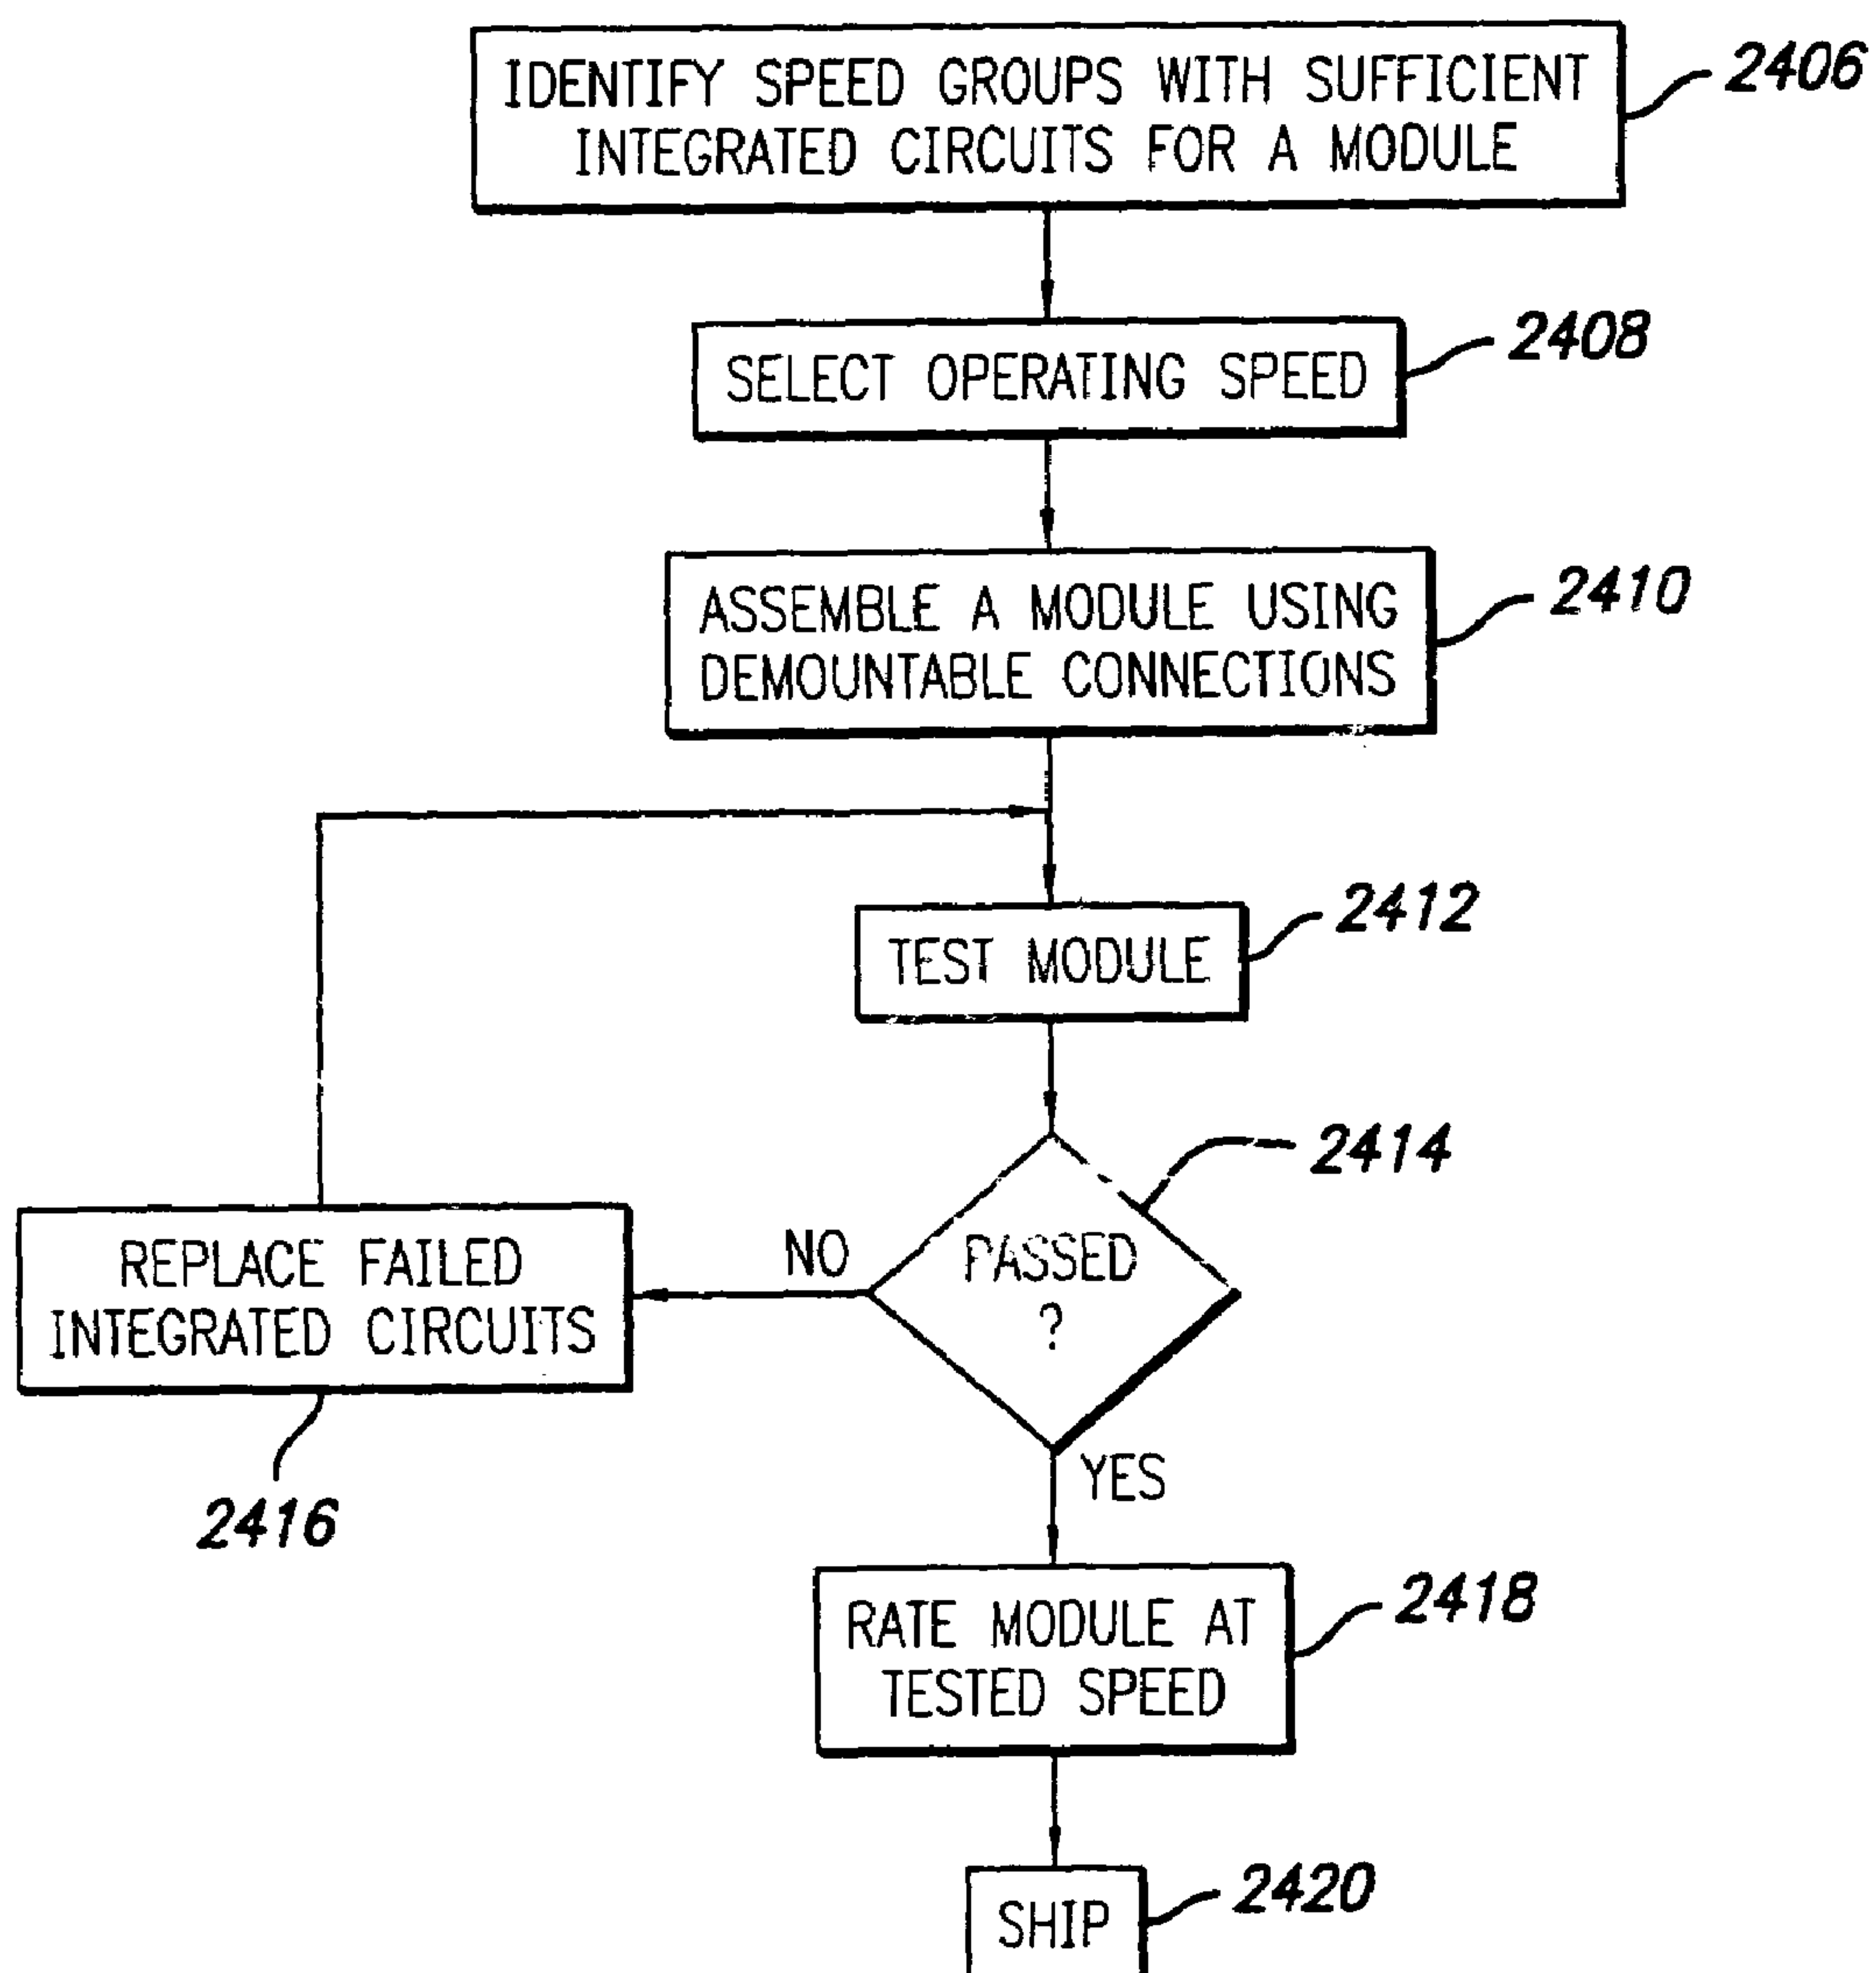 IDENTIFY SPEED GROUPS WITH SUFFICIENT
INTEGRATED CIRCUITS FOR A MODULE
2406
SELECT OPERATING SPEED
2408
ASSEMBLE A MODULE USING
DEMOUNTABLE CONNECTIONS
2410
TEST MODULE
2412
PASSED
?
2414
NO
REPLACE FAILED
INTEGRATED CIRCUITS
2416
YES
RATE MODULE AT
TESTED SPEED
2418
SHIP
2420